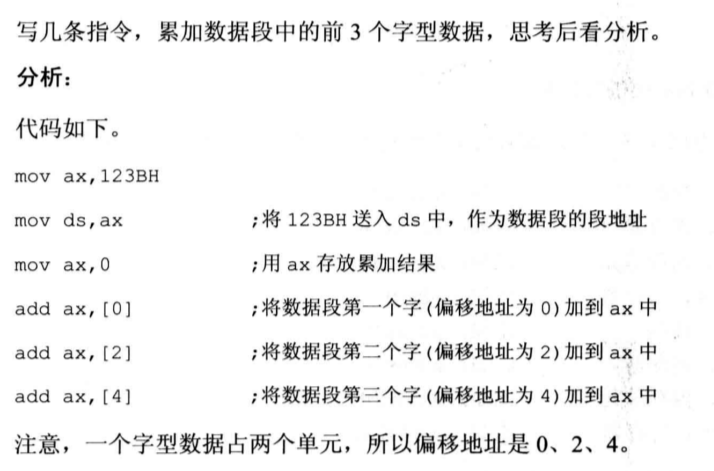 写几条指令，累加数据段中的前 3 个字型数据，思考后看分析。
分析：
代码如下。
mov ax,123BH
mov ds,ax ;将 123BH 送入 ds 中，作为数据段的段地址
mov ax,0 ;用 ax 存放累加结果
add ax,[0] ;将数据段第一个字(偏移地址为 0)加到 ax 中
add ax,[2] ;将数据段第二个字(偏移地址为 2)加到 ax 中
add ax,[4] ;将数据段第三个字(偏移地址为 4)加到 ax 中
注意，一个字型数据占两个单元，所以偏移地址是 0、2、4。